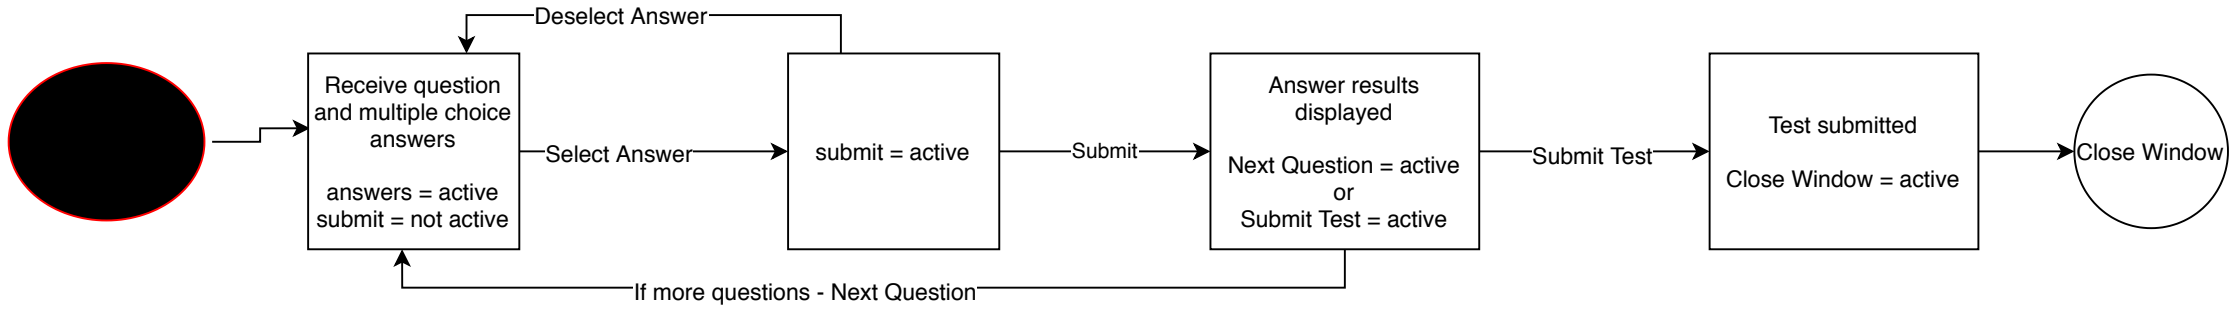 Deselect Answer
Receive question
and multiple choice
answers
answers = active
submit = not active
Select Answer
submit = active
Submit
Answer results
displayed
Next Question = active
or
Submit Test = active
Submit Test
Test submitted
Close Window = active
Close Window
If more questions - Next Question